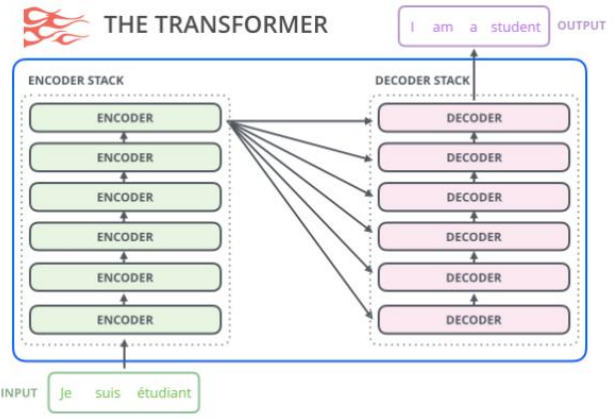 THE TRANSFORMER
I am a student OUTPUT
ENCODER STACK
DECODER STACK
ENCODER
ENCODER
ENCODER
ENCODER
ENCODER
ENCODER
DECODER
DECODER
DECODER
DECODER
DECODER
DECODER
INPUT Je suis étudiant